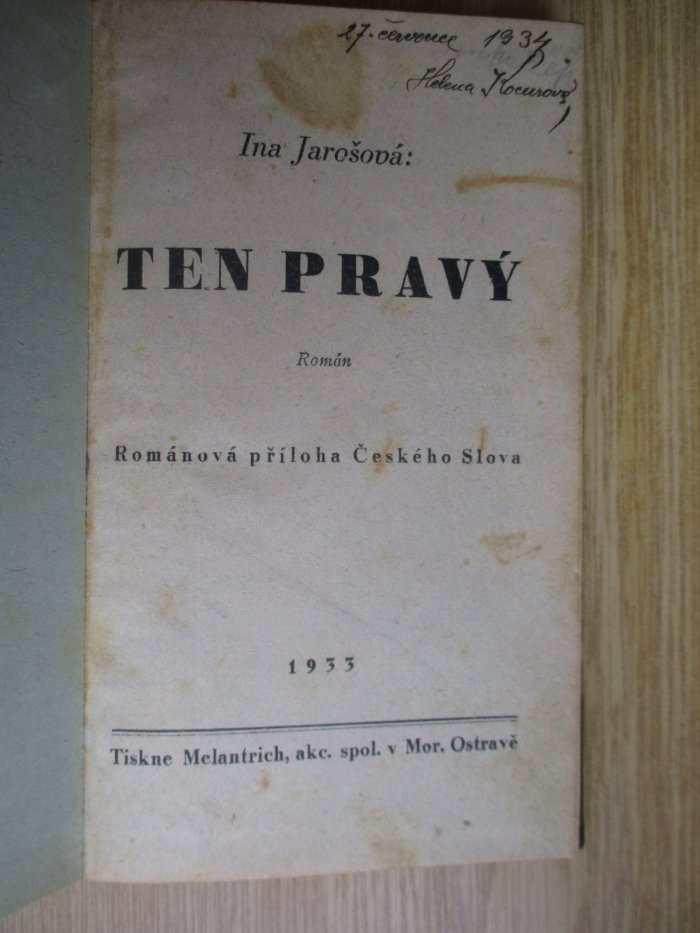 27. července 1934
Helena Kocurová
Ina Jarošová:
TEN PRAVÝ
Román
Románová příloha Českého Slova
1933
Tiskne Melantrich, akc. spol. v Mor. Ostravě